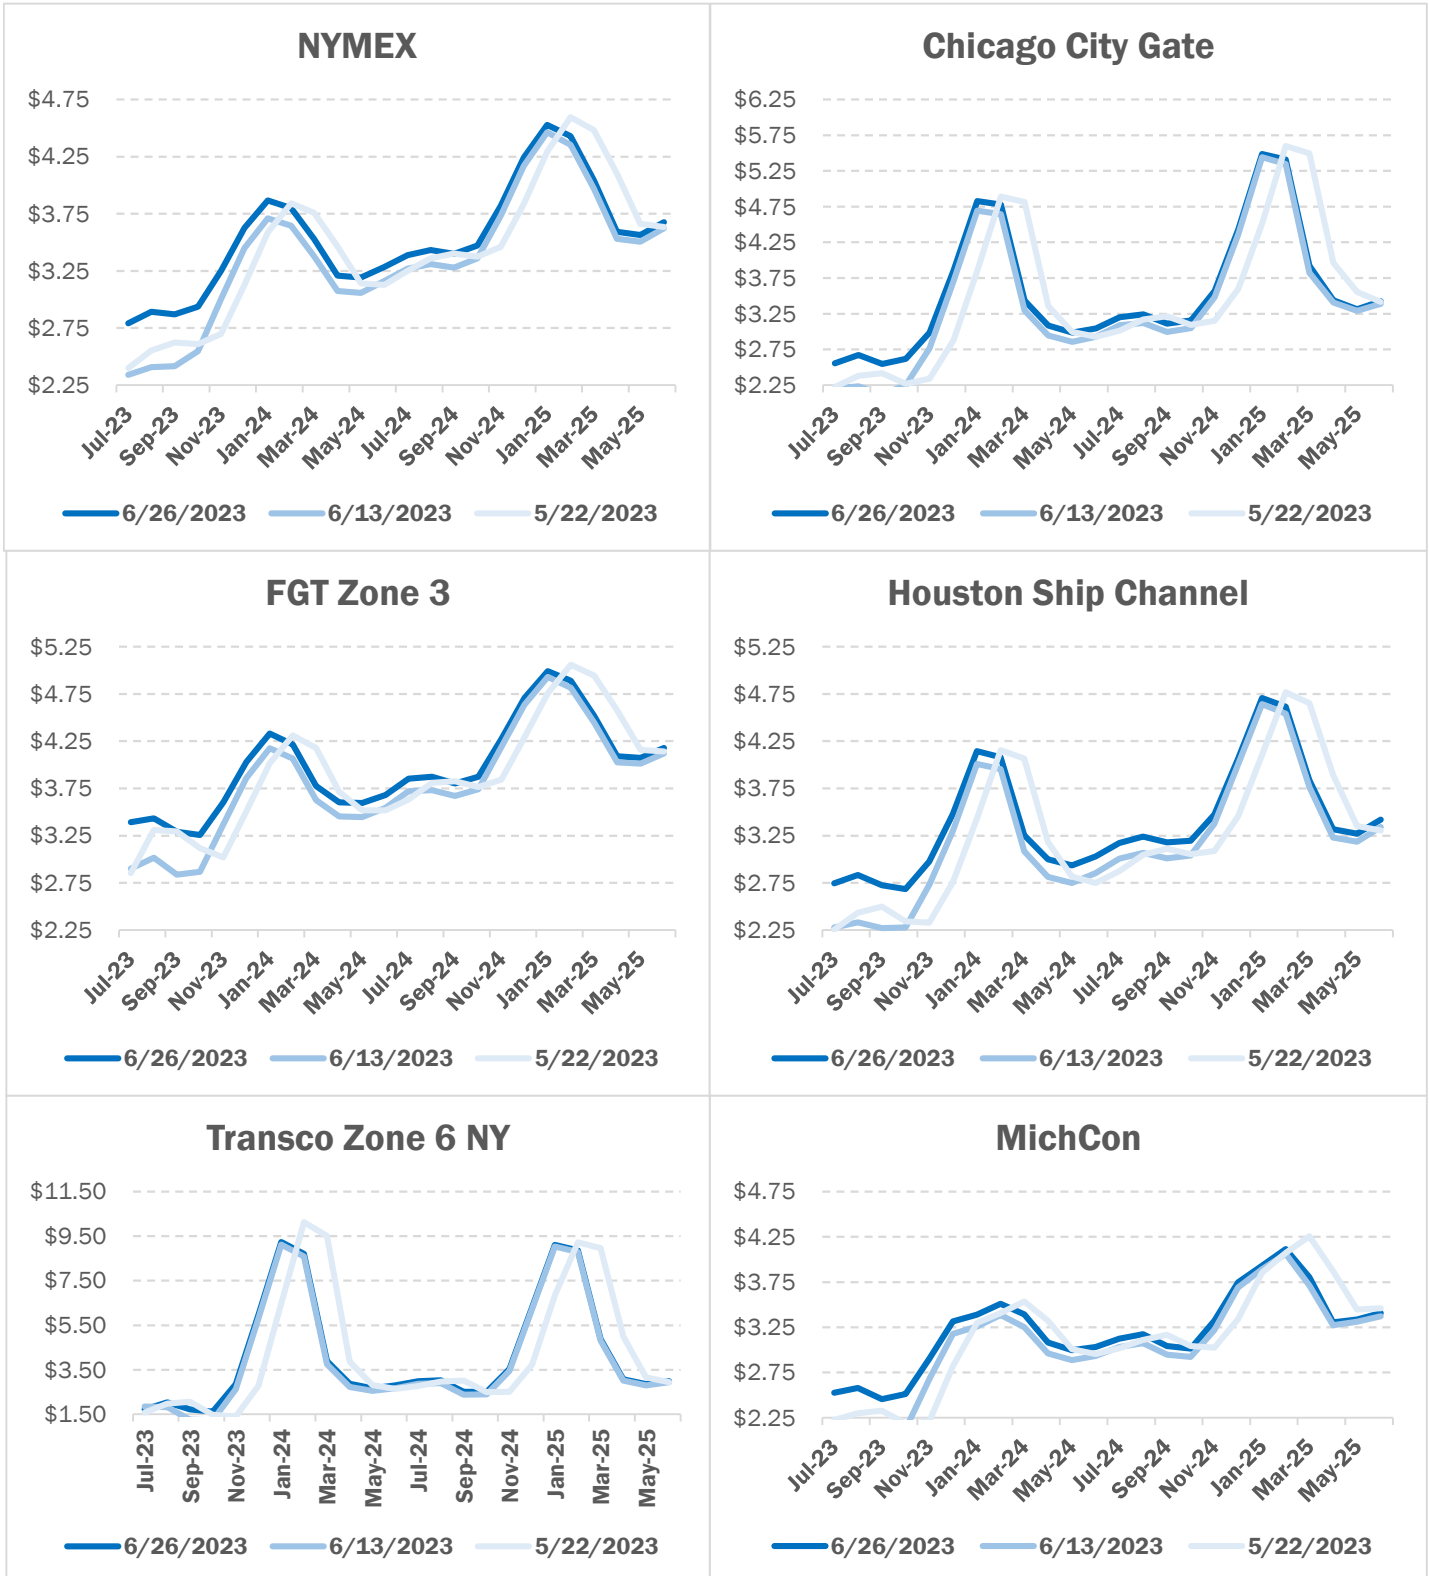 NYMEX
$4.75
$4.25
$3.75
$3.25
$2.75
$2.25
Jul-23 Sep-23 Nov-23 Jan-24 Mar-24 May-24 Jul-24 Sep-24 Nov-24 Jan-25 Mar-25 May-25
6/26/2023 6/13/2023 5/22/2023
Chicago City Gate
$6.25
$5.75
$5.25
$4.75
$4.25
$3.75
$3.25
$2.75
$2.25
Jul-23 Sep-23 Nov-23 Jan-24 Mar-24 May-24 Jul-24 Sep-24 Nov-24 Jan-25 Mar-25 May-25
6/26/2023 6/13/2023 5/22/2023
FGT Zone 3
$5.25
$4.75
$4.25
$3.75
$3.25
$2.75
$2.25
Jul-23 Sep-23 Nov-23 Jan-24 Mar-24 May-24 Jul-24 Sep-24 Nov-24 Jan-25 Mar-25 May-25
6/26/2023 6/13/2023 5/22/2023
Houston Ship Channel
$5.25
$4.75
$4.25
$3.75
$3.25
$2.75
$2.25
Jul-23 Sep-23 Nov-23 Jan-24 Mar-24 May-24 Jul-24 Sep-24 Nov-24 Jan-25 Mar-25 May-25
6/26/2023 6/13/2023 5/22/2023
Transco Zone 6 NY
$11.50
$9.50
$7.50
$5.50
$3.50
$1.50
Jul-23 Sep-23 Nov-23 Jan-24 Mar-24 May-24 Jul-24 Sep-24 Nov-24 Jan-25 Mar-25 May-25
6/26/2023 6/13/2023 5/22/2023
MichCon
$4.75
$4.25
$3.75
$3.25
$2.75
$2.25
Jul-23 Sep-23 Nov-23 Jan-24 Mar-24 May-24 Jul-24 Sep-24 Nov-24 Jan-25 Mar-25 May-25
6/26/2023 6/13/2023 5/22/2023